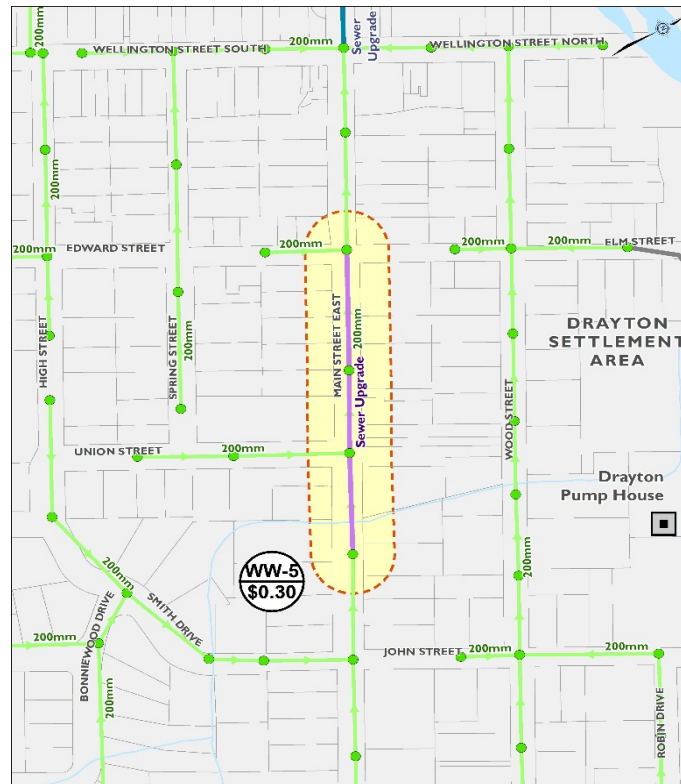 200mm
Sewer
Upgrade
WELLINGTON STREET SOUTH
200mm
WELLINGTON STREET NORTH
200mm
200mm
EDWARD STREET
200mm
200mm
200mm
ELM STREET
HIGH STREET
SPRING STREET
200mm
MAIN STREET EAST
200mm
Sewer Upgrade
DRAYTON
SETTLEMENT
AREA
WOOD STREET
UNION STREET
200mm
Drayton
Pump House
WW-5
$0.30
200mm
SMITH DRIVE
BONNIEWOOD DRIVE
200mm
200mm
200mm
JOHN STREET
200mm
200mm
ROBIN DRIVE